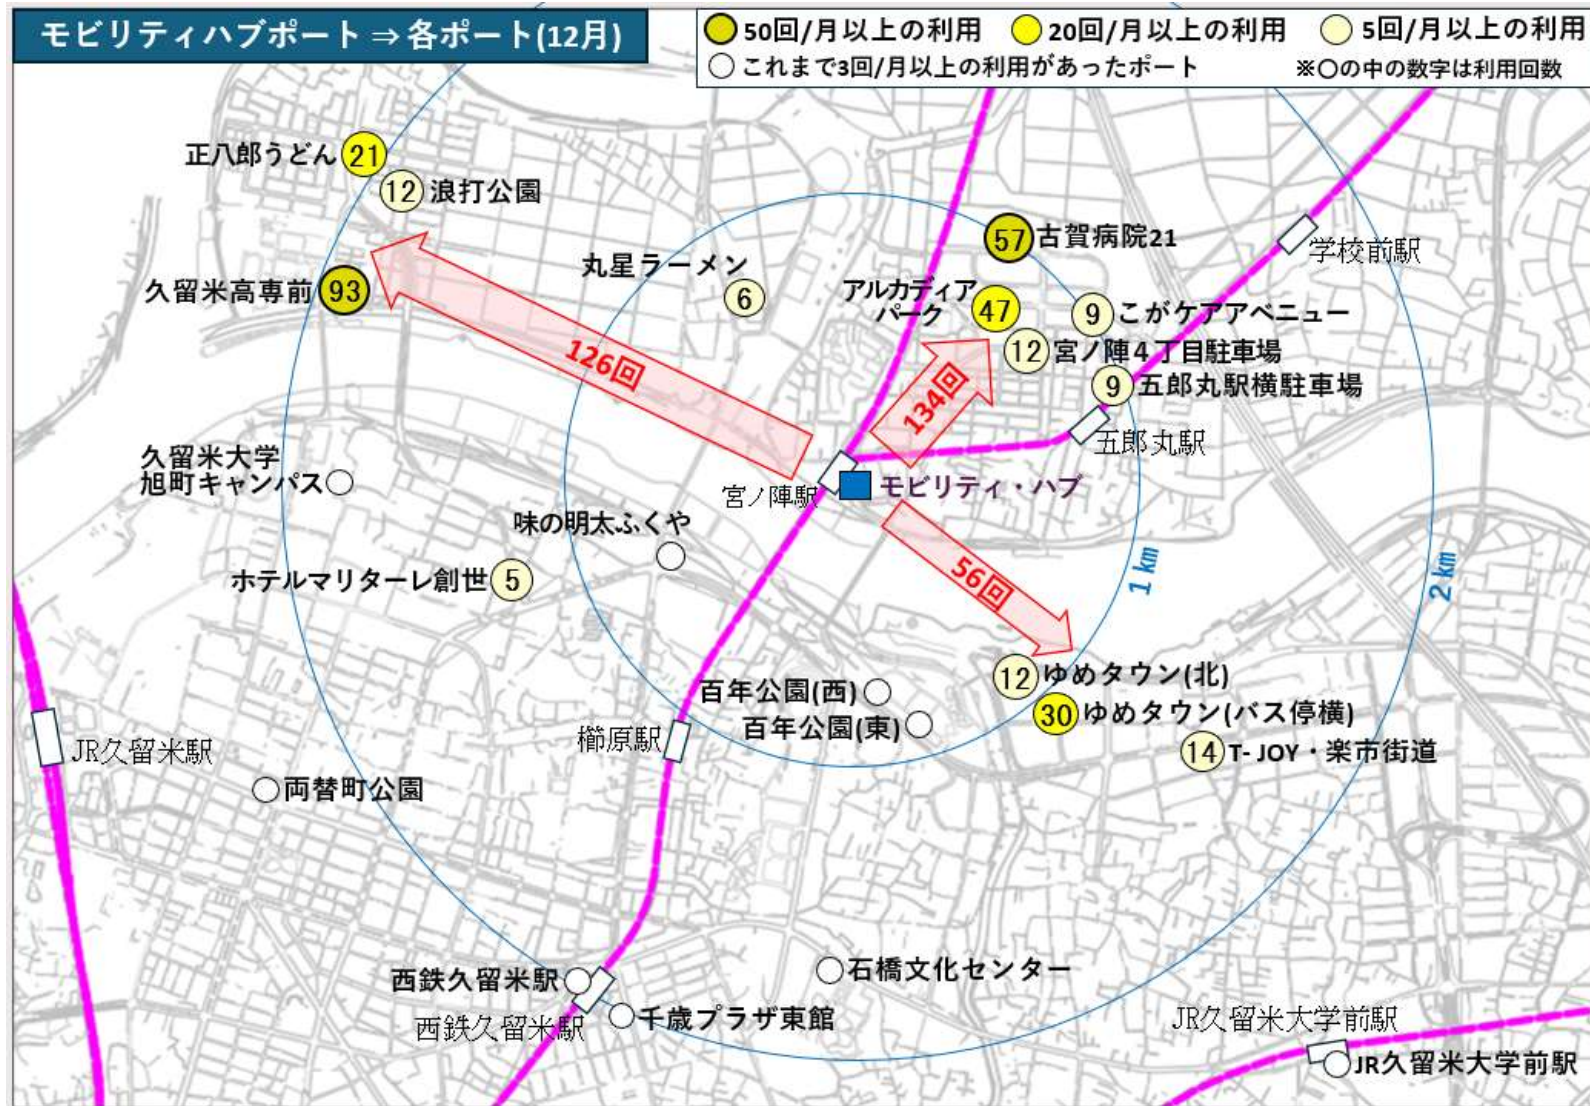 モビリティハブポート ⇒ 各ポート(12月)
50回/月以上の利用
20回/月以上の利用
5回/月以上の利用
これまで3回/月以上の利用があったポート
※○の中の数字は利用回数
正八郎うどん 21
12 浪打公園
久留米高専前 93
126回
丸星ラーメン
6
57 古賀病院21
アルカディア
パーク
47
9 こがケアアベニュー
12 宮ノ陣4丁目駐車場
9 五郎丸駅横駐車場
学校前駅
五郎丸駅
134回
宮ノ陣駅
モビリティ・ハブ
久留米大学
旭町キャンパス
味の明太ふくや
ホテルマリターレ創世 5
56回
1㎞
2㎞
12 ゆめタウン(北)
30 ゆめタウン(バス停横)
14 T- JOY・楽市街道
百年公園(西)
百年公園(東)
櫛原駅
JR久留米駅
両替町公園
西鉄久留米駅
西鉄久留米駅
千歳プラザ東館
石橋文化センター
JR久留米大学前駅
JR久留米大学前駅